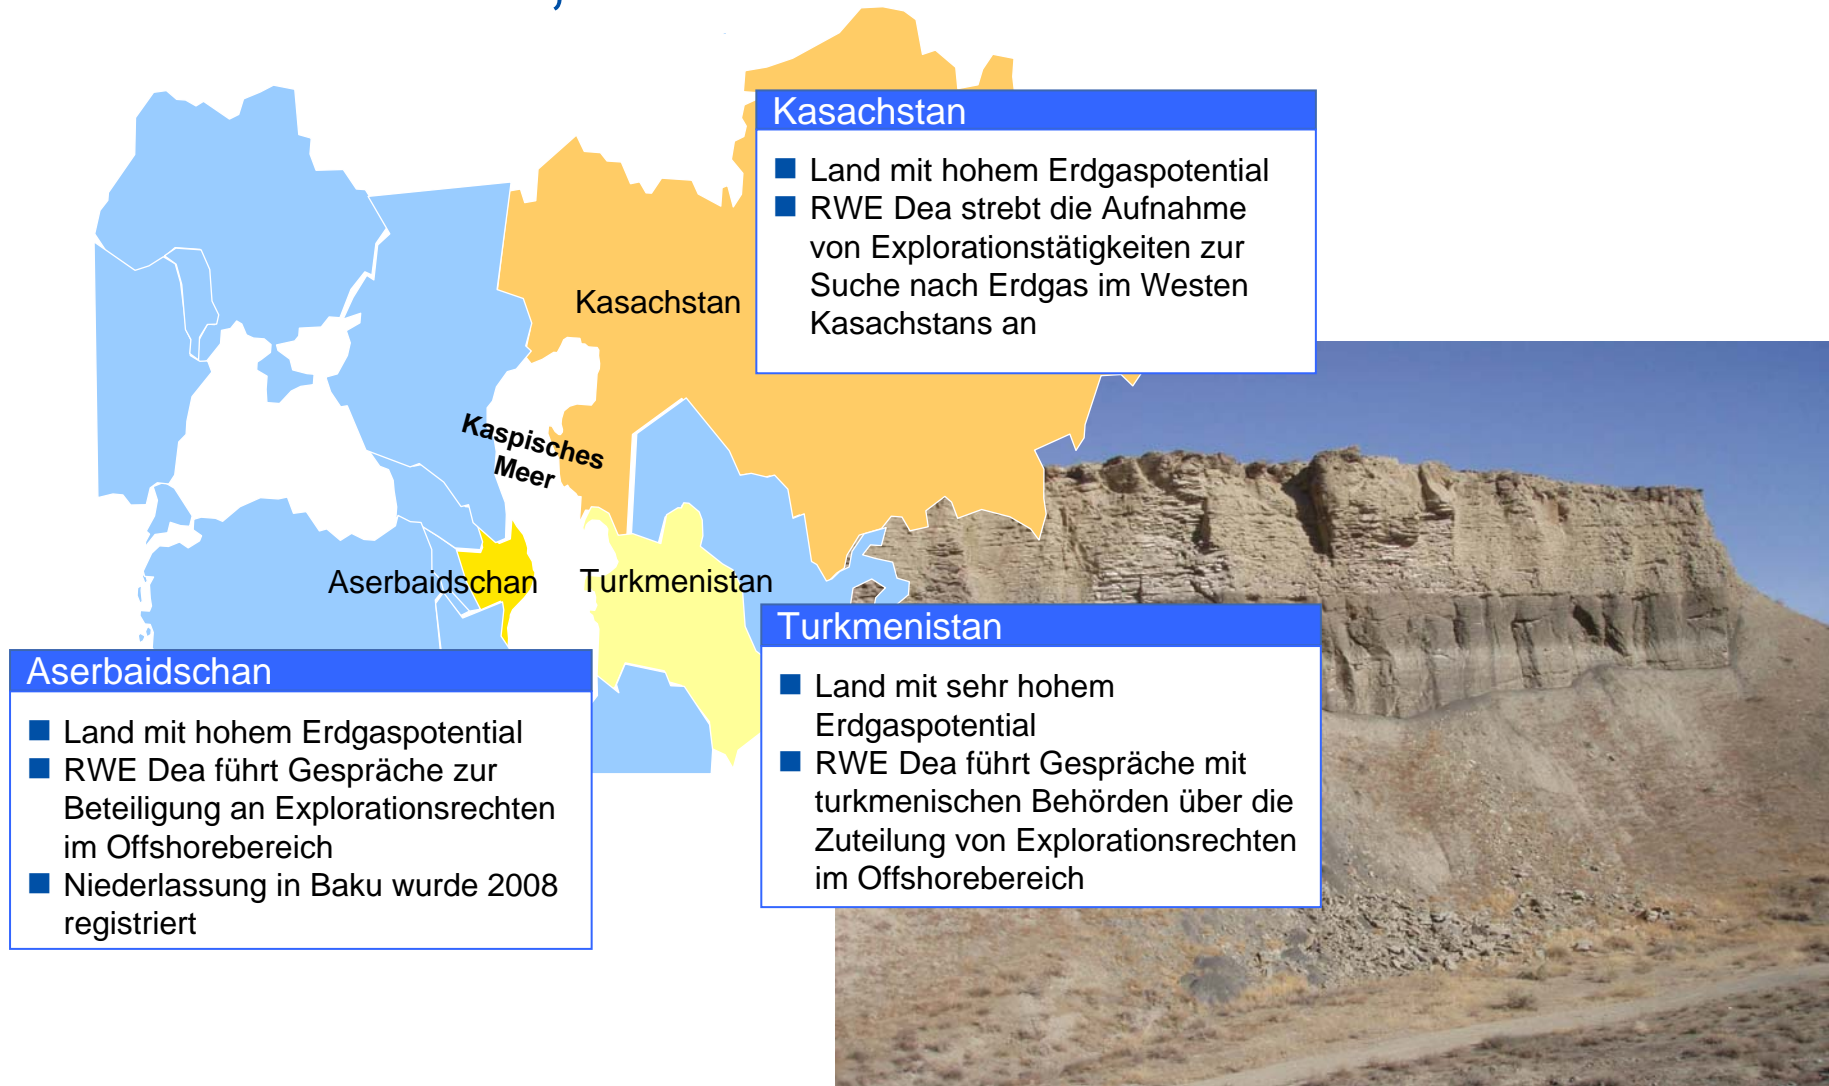 Kasachstan
Land mit hohem Erdgaspotential
RWE Dea strebt die Aufnahme
von Explorationstätigkeiten zur
Suche nach Erdgas im Westen
Kasachstans an
Kasachstan
Kaspisches
Meer
Aserbaidschan
Turkmenistan
Aserbaidschan
Land mit hohem Erdgaspotential
RWE Dea führt Gespräche zur
Beteiligung an Explorationsrechten
im Offshorebereich
Niederlassung in Baku wurde 2008
registriert
Turkmenistan
Land mit sehr hohem
Erdgaspotential
RWE Dea führt Gespräche mit
turkmenischen Behörden über die
Zuteilung von Explorationsrechten
im Offshorebereich